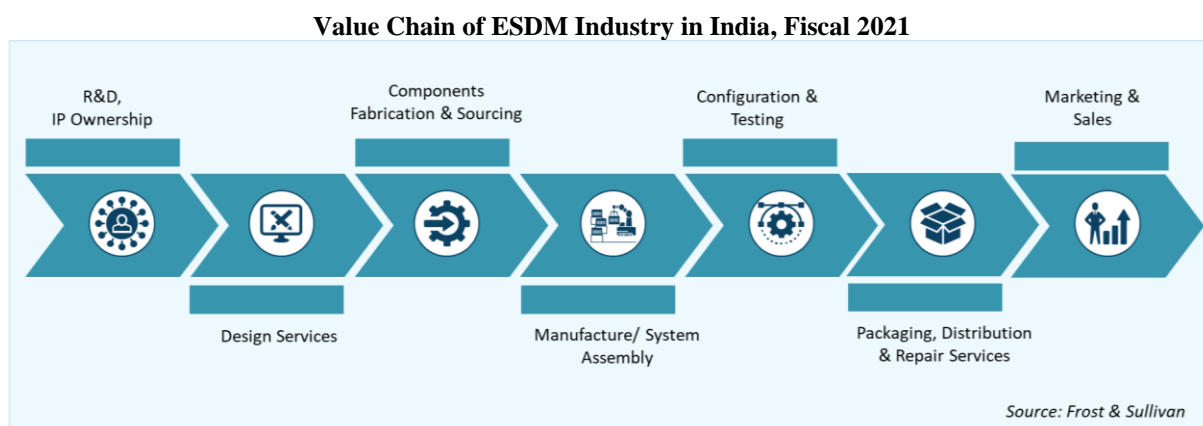 Value Chain of ESDM Industry in India, Fiscal 2021
R&D,
IP Ownership
Design Services
Components
Fabrication & Sourcing
Manufacture/ System
Assembly
Configuration &
Testing
Packaging, Distribution
& Repair Services
Marketing &
Sales
Source: Frost & Sullivan